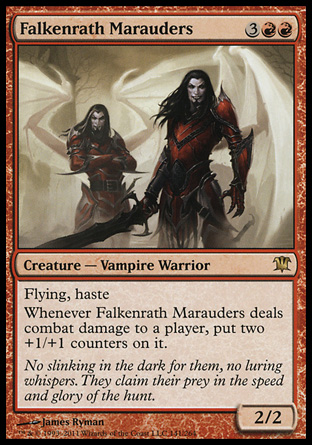 Falkenrath Marauders 3
Creature — Vampire Warrior
Flying, haste
Whenever Falkenrath Marauders deals
combat damage to a player, put two
+1/+1 counters on it.
No slinking in the dark for them, no luring
whispers. They claim their prey in the speed
and glory of the hunt.
James Ryman
2/2